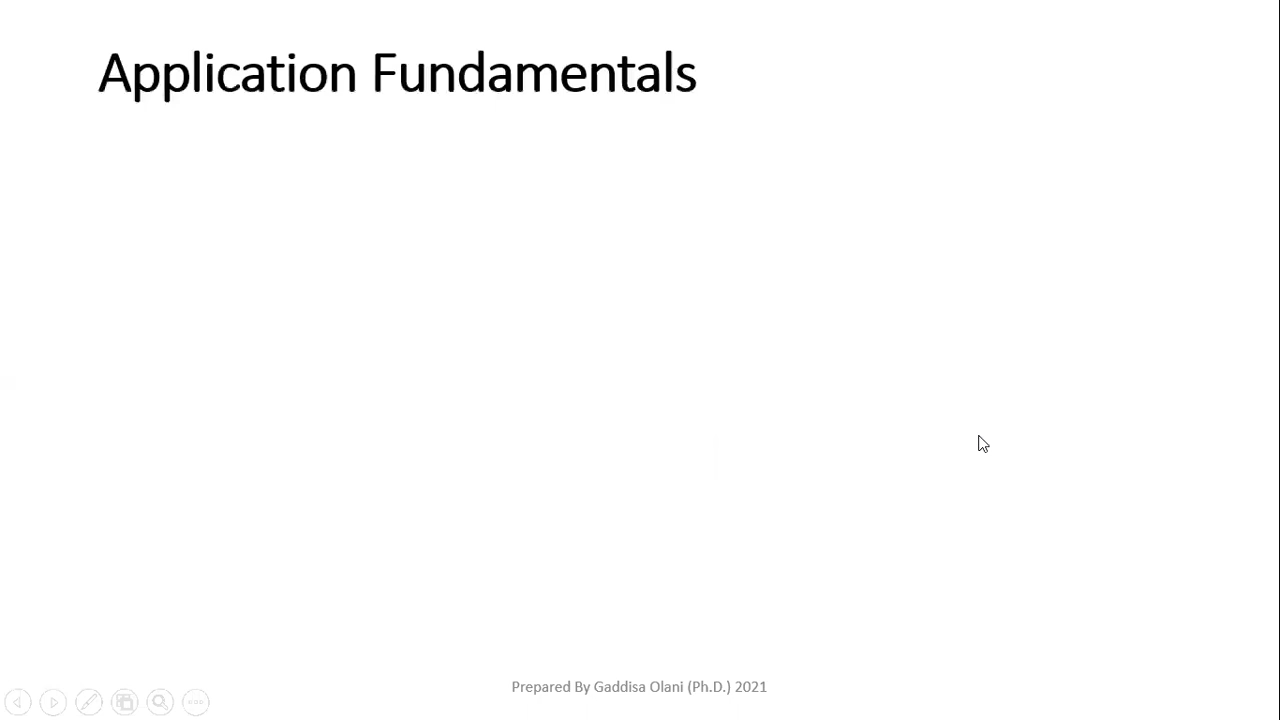 Application Fundamentals
Prepared By Gaddisa Olani (Ph.D.) 2021